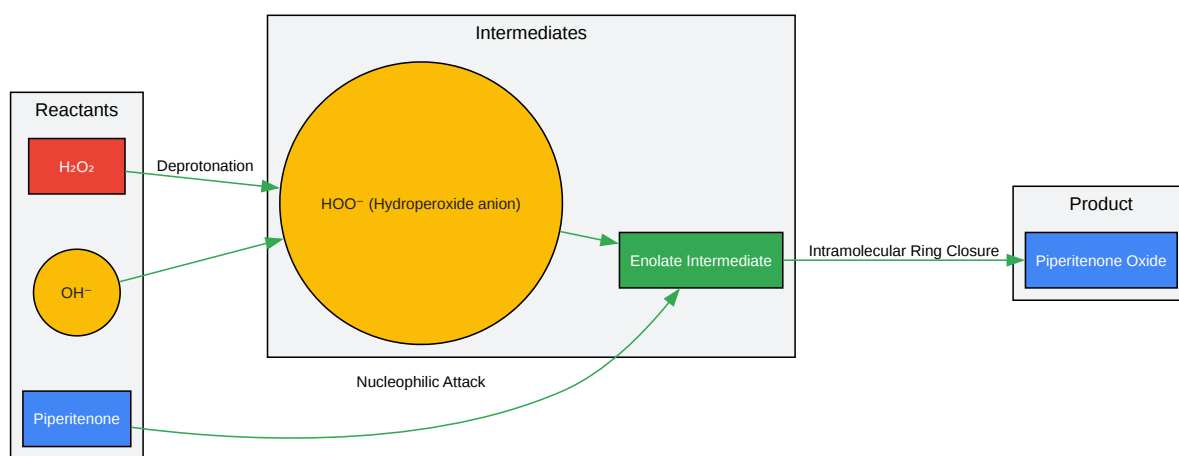 Intermediates
Reactants
H₂O₂
Deprotonation
HOO⁻ (Hydroperoxide anion)
Product
OH⁻
Enolate Intermediate
Intramolecular Ring Closure
Piperitenone Oxide
Nucleophilic Attack
Piperitenone